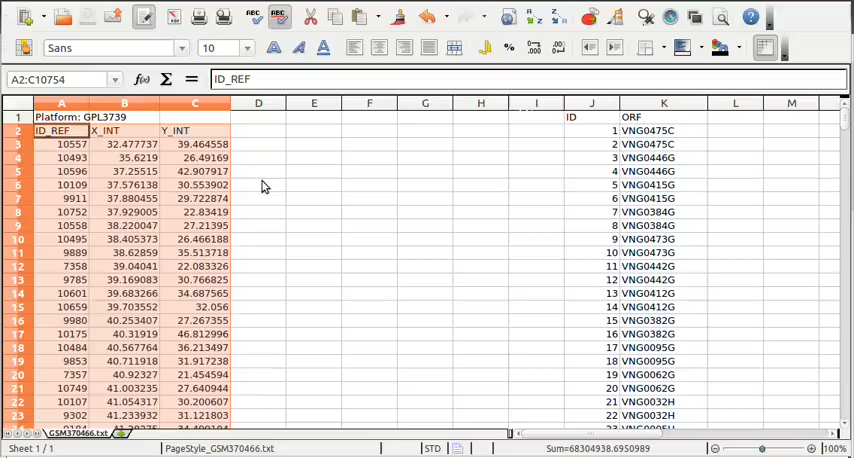 ABC ABC
Sans 10
A2:C10754 f(x) Σ = ID_REF
A B C D E F G H I J K L M
1 Platform: GPL3739 ID ORF
2 ID_REF X_INT Y_INT 1 VNG0475C
3 10557 32.477737 39.464558 2 VNG0475C
4 10493 35.6219 26.49169 3 VNG0446G
5 10596 37.25515 42.907917 4 VNG0446G
6 10109 37.576138 30.553902 5 VNG0415G
7 9911 37.880455 29.722874 6 VNG0415G
8 10752 37.929005 22.83419 7 VNG0384G
9 10558 38.220047 27.21395 8 VNG0384G
10 10495 38.405373 26.466188 9 VNG0473G
11 9889 38.62859 35.513718 10 VNG0473G
12 7358 39.04041 22.083326 11 VNG0442G
13 9785 39.169083 30.766825 12 VNG0442G
14 10601 39.683266 34.687565 13 VNG0412G
15 10659 39.703552 32.056 14 VNG0412G
16 9980 40.253407 27.267355 15 VNG0382G
17 10175 40.31919 46.812996 16 VNG0382G
18 10484 40.567764 36.213497 17 VNG0095G
19 9853 40.711918 31.917238 18 VNG0095G
20 7357 40.92327 21.454594 19 VNG0062G
21 10749 41.003235 27.640944 20 VNG0062G
22 10107 41.054317 30.200607 21 VNG0032H
23 9302 41.233932 31.121803 22 VNG0032H
GSM370466.txt
Sheet 1 / 1 PageStyle_GSM370466.txt STD Sum=68304938.6950989 100%